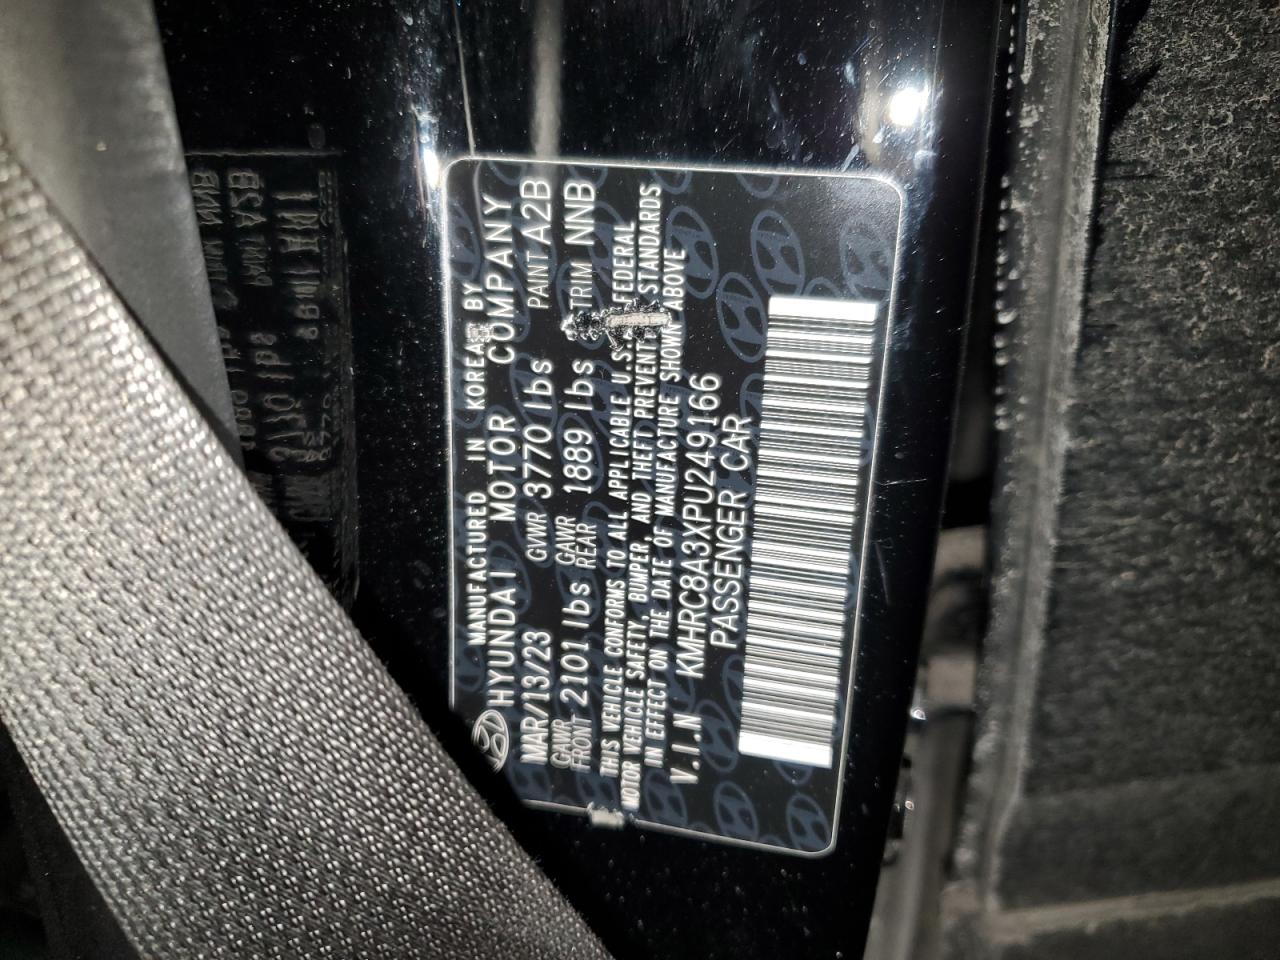 MANUFACTURED IN KOREA BY
HYUNDAI MOTOR COMPANY
MAR/13/23 GVWR 3770 lbs PAINT A2B
GAWR FRONT 2101 lbs GAWR REAR 1889 lbs TRIM NNB
THIS VEHICLE CONFORMS TO ALL APPLICABLE U.S. FEDERAL
MOTOR VEHICLE SAFETY, BUMPER, AND THEFT PREVENTION STANDARDS
IN EFFECT ON THE DATE OF MANUFACTURE SHOWN ABOVE
V.I.N KMHRC8A3XPU249166
PASSENGER CAR